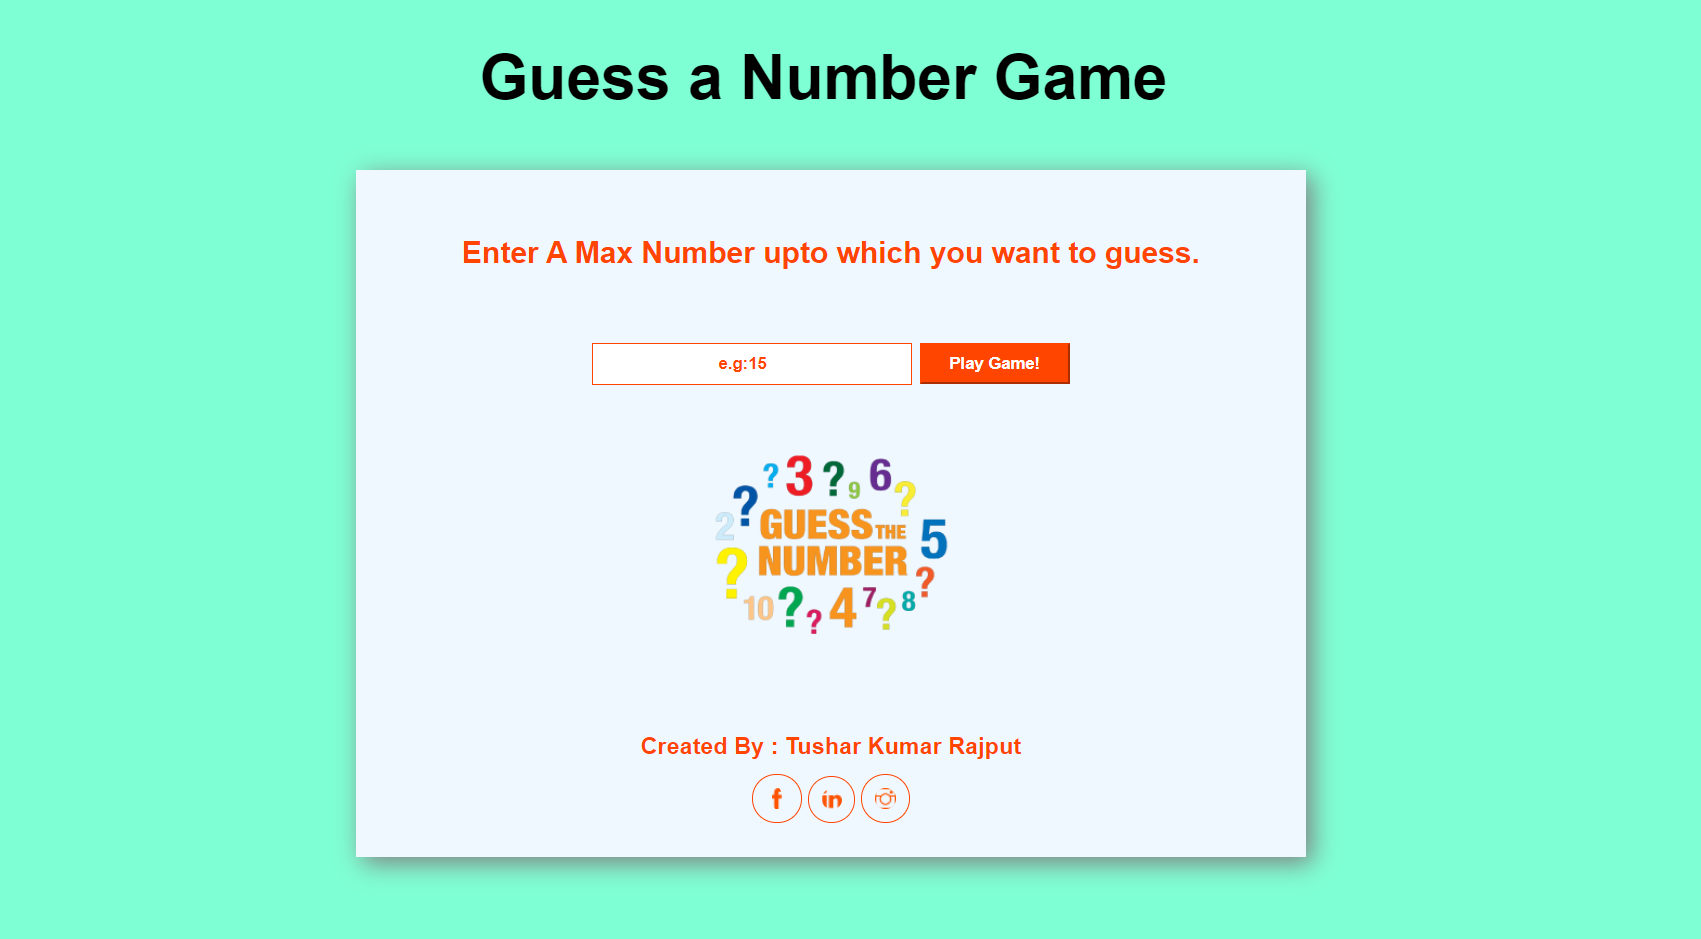 Guess a Number Game
Enter A Max Number upto which you want to guess.
e.g:15
Play Game!
? 3 ? 9 6 ?
2 ? GUESS THE 5
? NUMBER ?
10 ? ? 4 7 ? 8
Created By : Tushar Kumar Rajput
f in